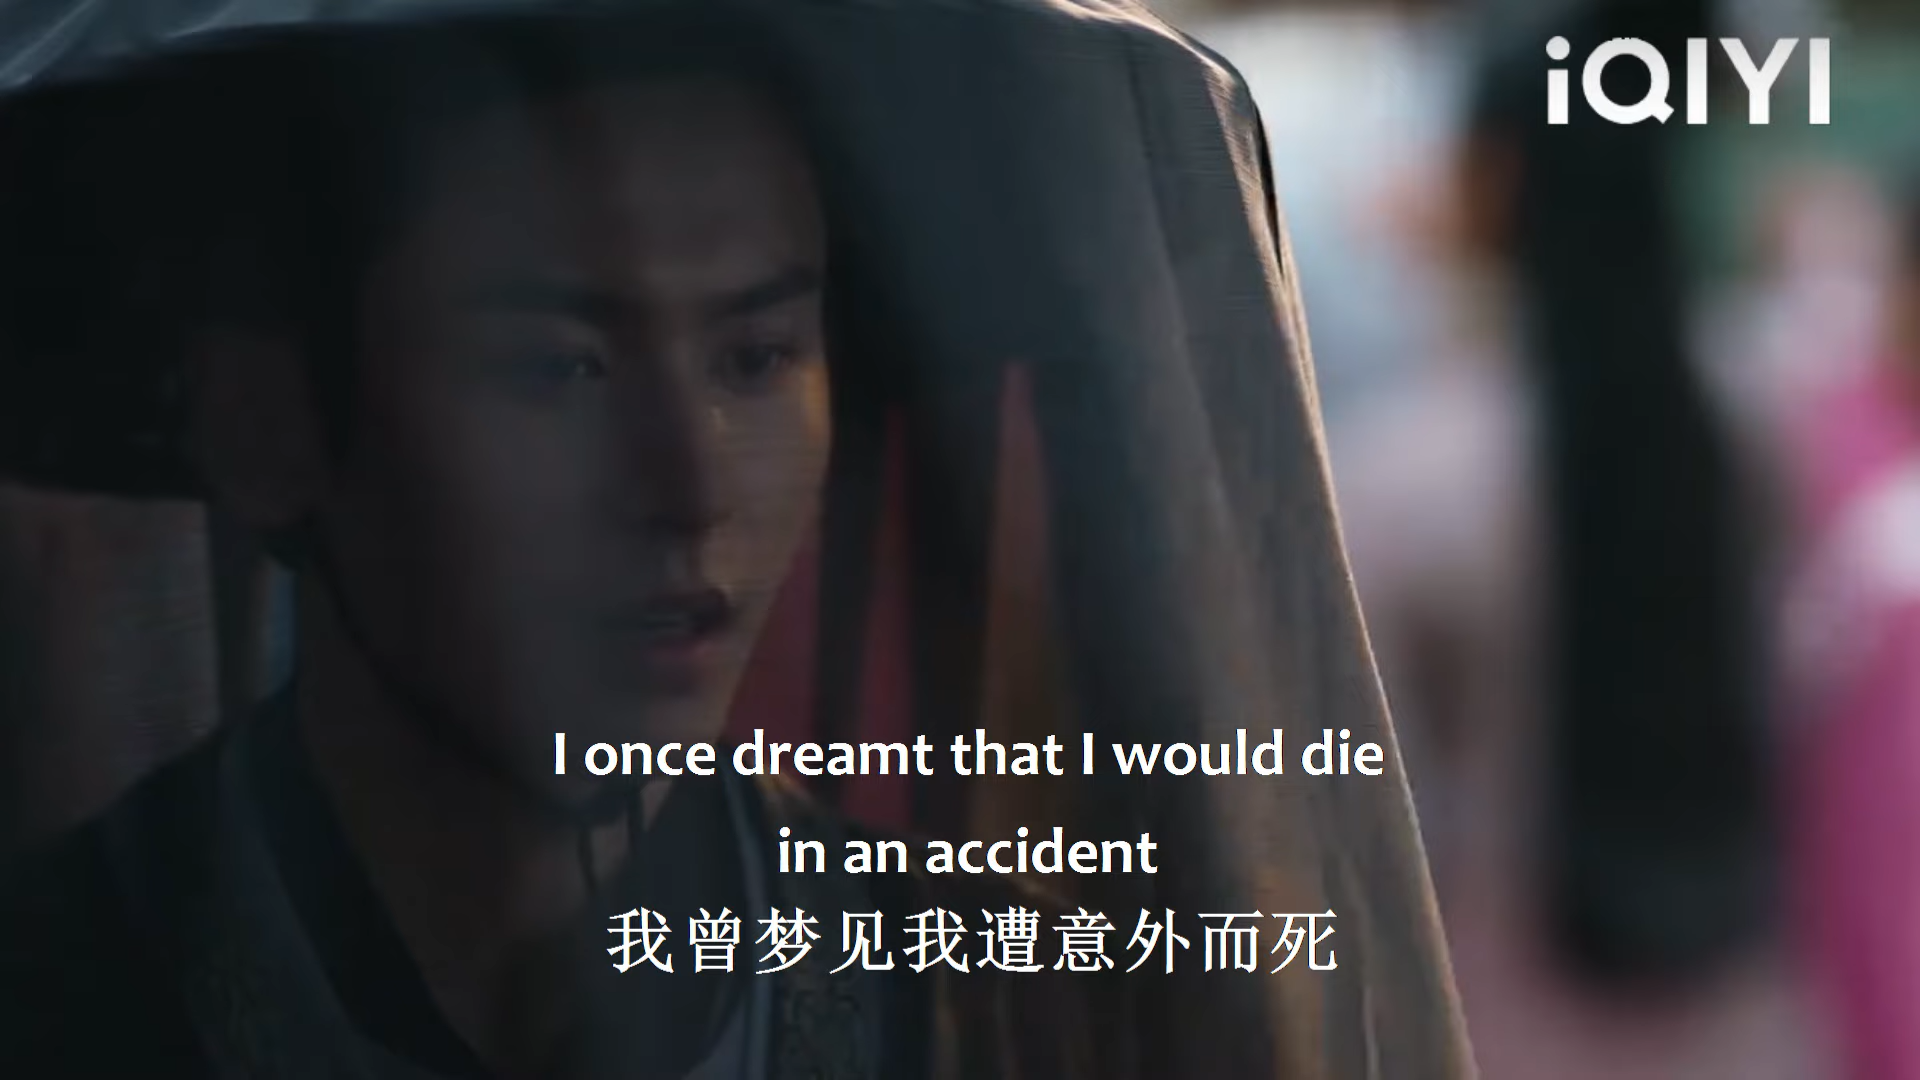 iQIYI
I once dreamt that I would die
in an accident
我曾梦见我遭意外而死